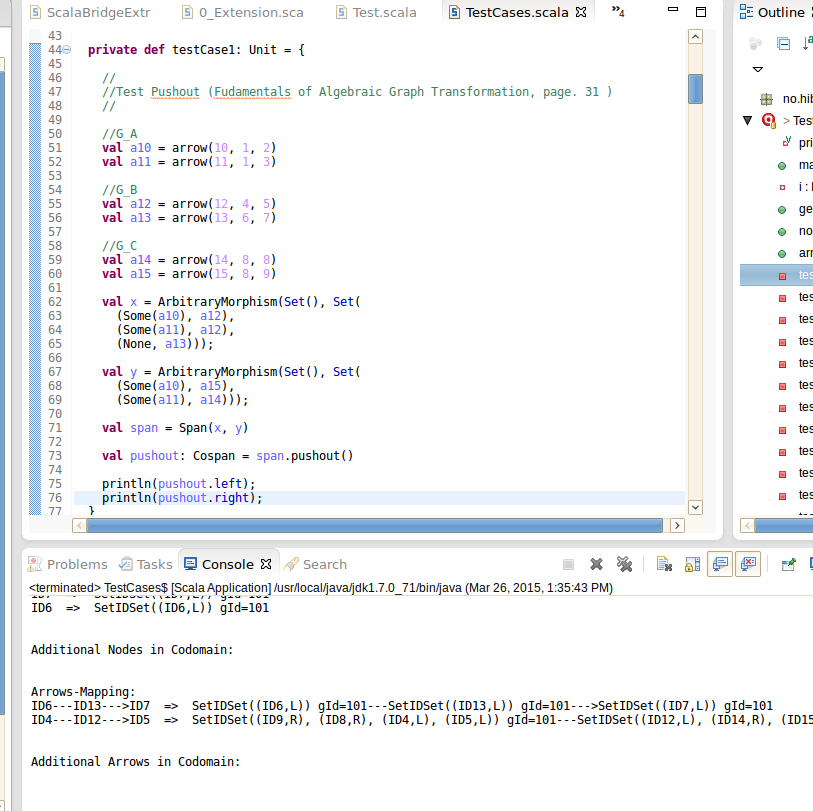 ScalaBridgeExtr 0_Extension.sca Test.scala TestCases.scala »4 Outline
43
44 private def testCase1: Unit = {
45
46 //
47 //Test Pushout (Fudamentals of Algebraic Graph Transformation, page. 31 )
48 //
49
50 //G_A
51 val a10 = arrow(10, 1, 2)
52 val a11 = arrow(11, 1, 3)
53
54 //G_B
55 val a12 = arrow(12, 4, 5)
56 val a13 = arrow(13, 6, 7)
57
58 //G_C
59 val a14 = arrow(14, 8, 8)
60 val a15 = arrow(15, 8, 9)
61
62 val x = ArbitraryMorphism(Set(), Set(
63 (Some(a10), a12),
64 (Some(a11), a12),
65 (None, a13)));
66
67 val y = ArbitraryMorphism(Set(), Set(
68 (Some(a10), a15),
69 (Some(a11), a14)));
70
71 val span = Span(x, y)
72
73 val pushout: Cospan = span.pushout()
74
75 println(pushout.left);
76 println(pushout.right);
77 }
no.hib
> Test
pri
ma
i : I
ge
no
arr
tes
tes
tes
tes
tes
tes
tes
tes
tes
tes
tes
Problems Tasks Console Search
<terminated> TestCases$ [Scala Application] /usr/local/java/jdk1.7.0_71/bin/java (Mar 26, 2015, 1:35:43 PM)
ID7 => SetIDSet((ID7,L)) gId=101
ID6 => SetIDSet((ID6,L)) gId=101
Additional Nodes in Codomain:
Arrows-Mapping:
ID6---ID13--->ID7 => SetIDSet((ID6,L)) gId=101---SetIDSet((ID13,L)) gId=101--->SetIDSet((ID7,L)) gId=101
ID4---ID12--->ID5 => SetIDSet((ID9,R), (ID8,R), (ID4,L), (ID5,L)) gId=101---SetIDSet((ID12,L), (ID14,R), (ID15
Additional Arrows in Codomain: